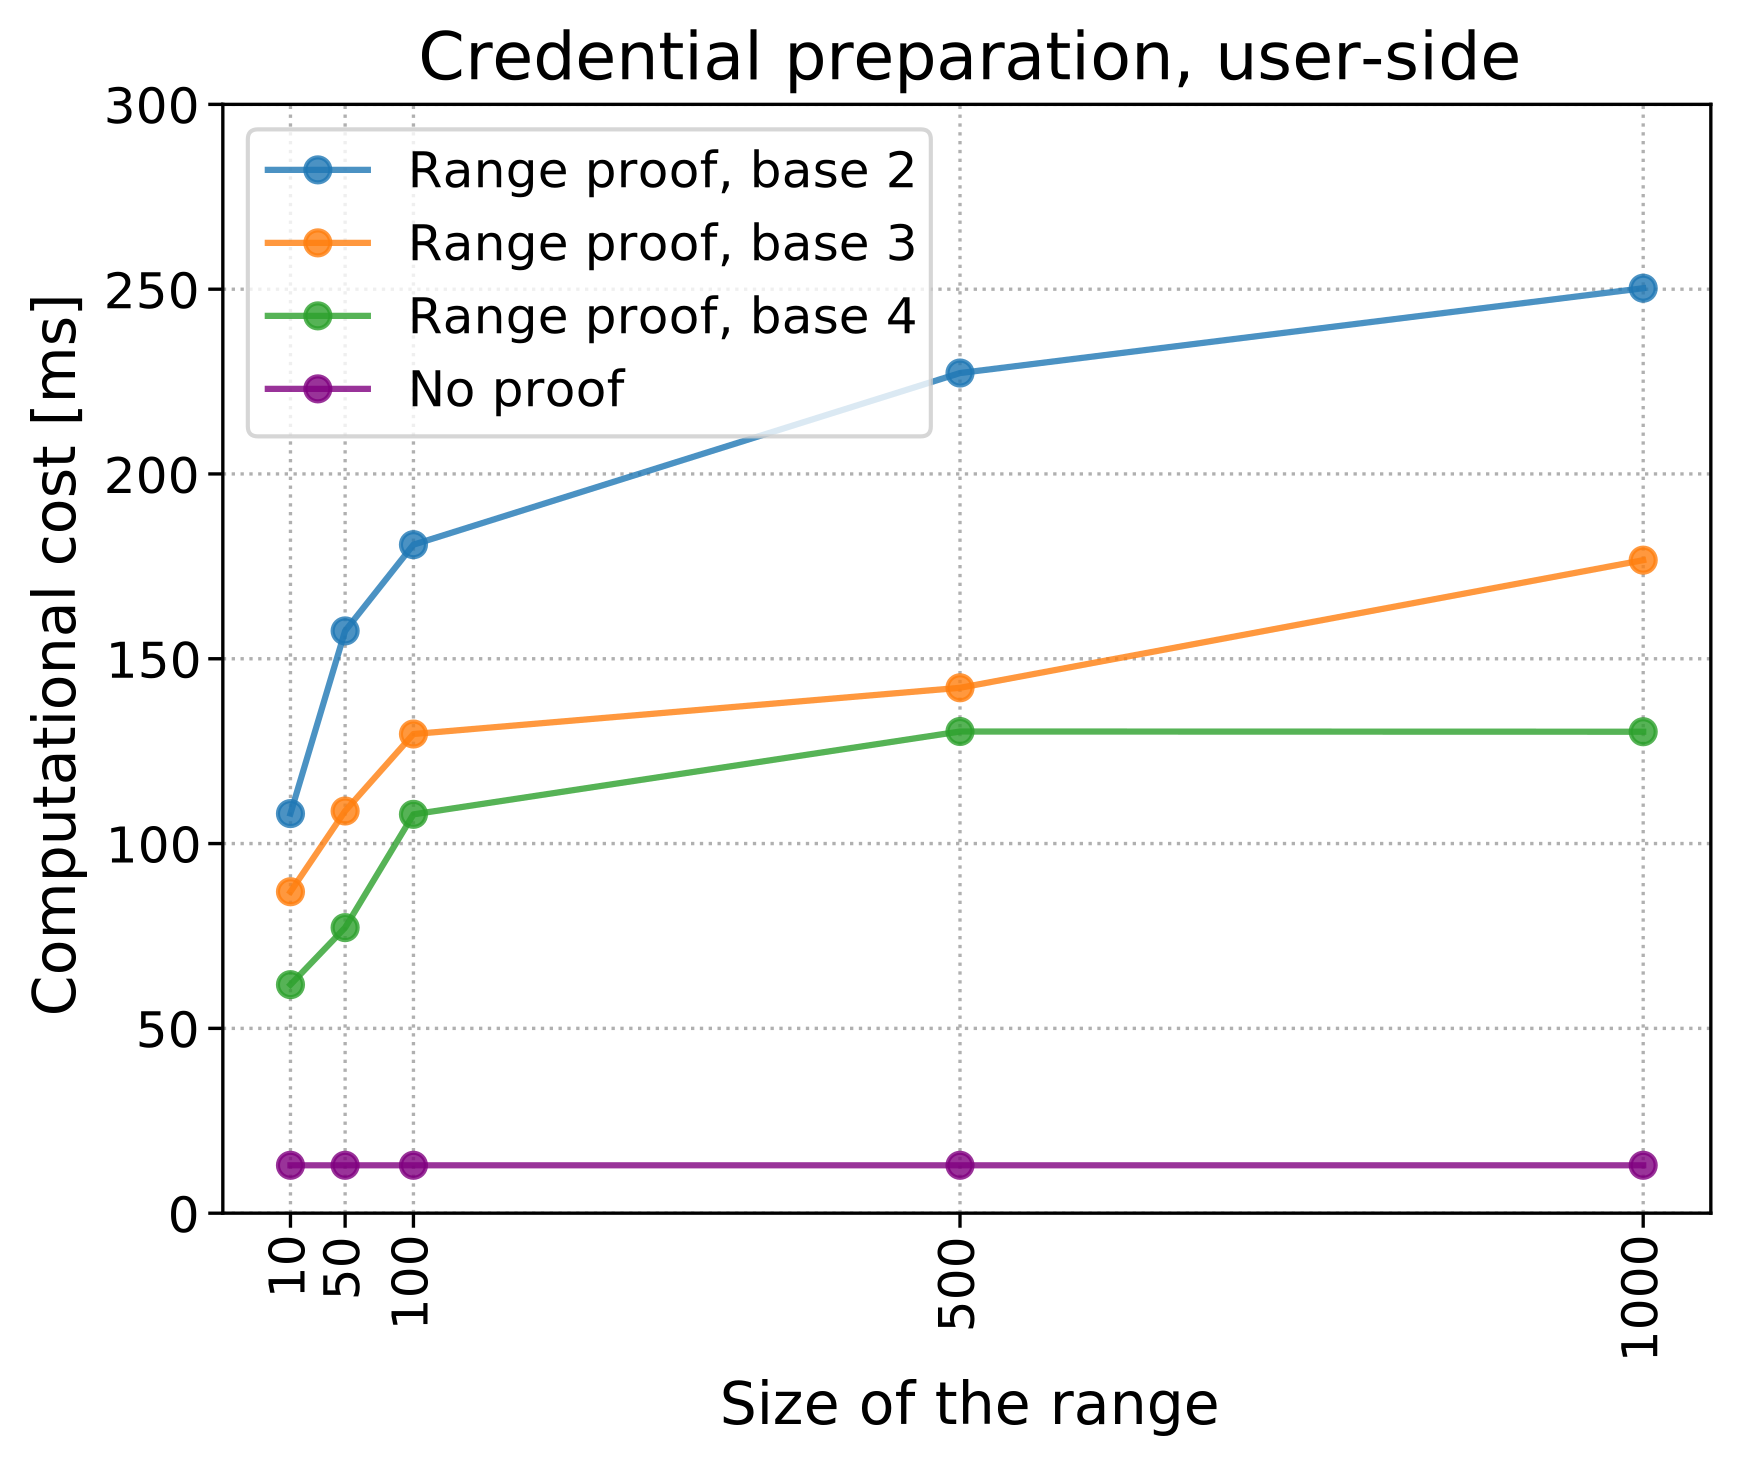 Credential preparation, user-side
300
250
200
150
100
50
0
Computational cost [ms]
Range proof, base 2
Range proof, base 3
Range proof, base 4
No proof
10
50
100
500
1000
Size of the range